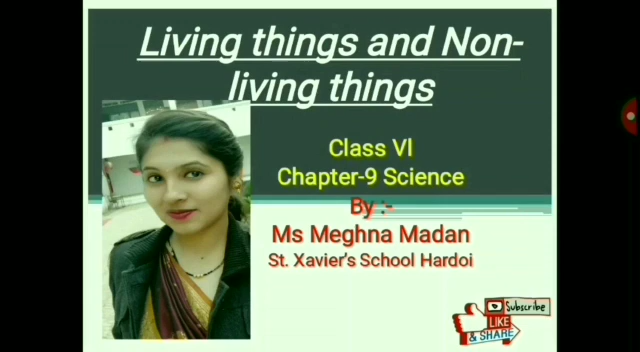 Living things and Non-
living things
Class Vl
Chapter-9 Science
By :-
Ms Meghna Madan
St. Xavier's School Hardoi
Subscribe
LIKE
& SHARE